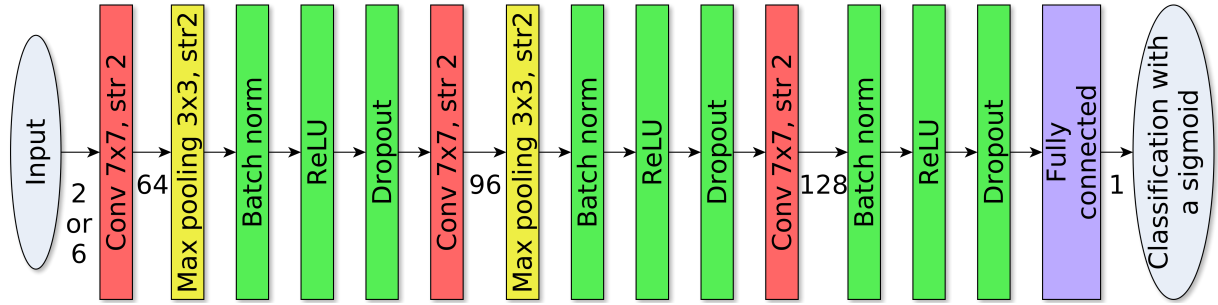 Input
2
or
6
Conv 7x7, str 2
64
Max pooling 3x3, str2
Batch norm
ReLU
Dropout
Conv 7x7, str 2
96
Max pooling 3x3, str2
Batch norm
ReLU
Dropout
Conv 7x7, str 2
128
Batch norm
ReLU
Dropout
Fully
connected
1
Classification with
a sigmoid